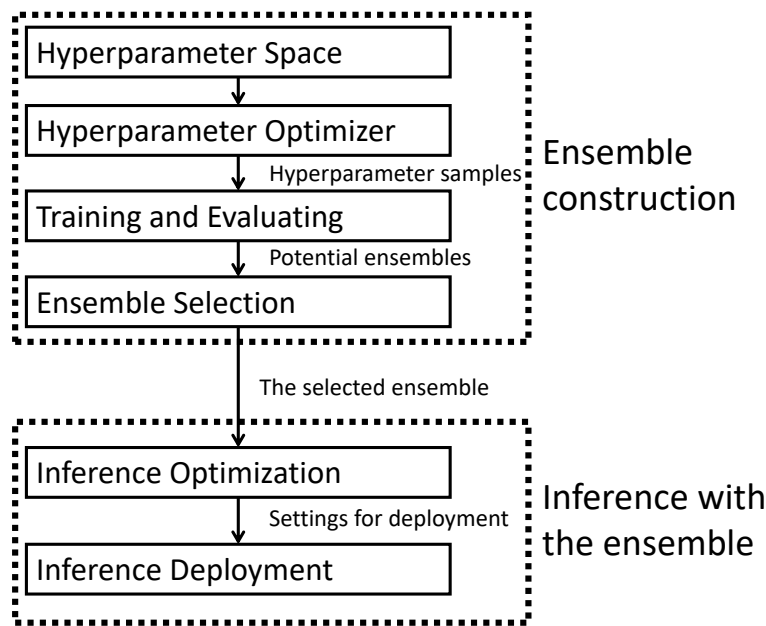 Hyperparameter Space
Hyperparameter Optimizer
Hyperparameter samples
Training and Evaluating
Potential ensembles
Ensemble Selection
Ensemble
construction
The selected ensemble
Inference Optimization
Settings for deployment
Inference Deployment
Inference with
the ensemble